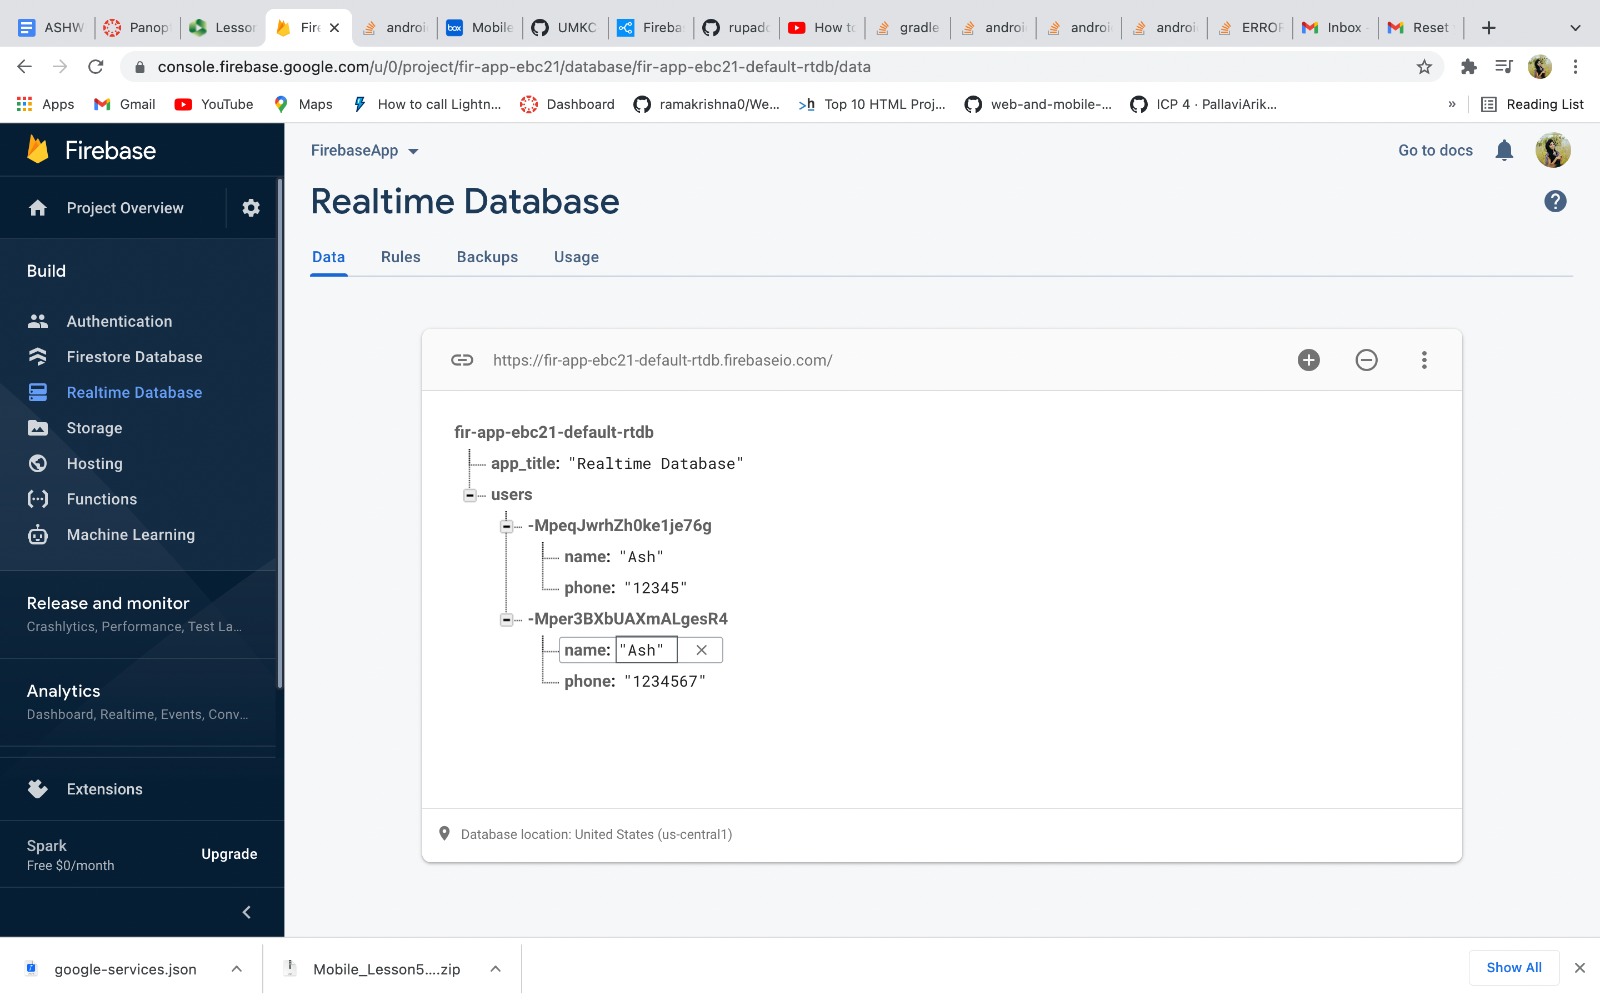 ASHW
Panop
Lesson
Fire
androi
Mobile
UMKC
Fireba
rupado
How to
gradle
androi
androi
androi
ERROR
Inbox
Reset
console.firebase.google.com/u/0/project/fir-app-ebc21/database/fir-app-ebc21-default-rtdb/data
Apps
Gmail
YouTube
Maps
How to call Lightn...
Dashboard
ramakrishna0/We...
>h Top 10 HTML Proj...
web-and-mobile-...
ICP 4 · PallaviArik...
»
Reading List
Firebase
FirebaseApp
Go to docs
Project Overview
Realtime Database
Build
Data
Rules
Backups
Usage
Authentication
Firestore Database
Realtime Database
Storage
Hosting
Functions
Machine Learning
Release and monitor
Crashlytics, Performance, Test La...
Analytics
Dashboard, Realtime, Events, Conv...
Extensions
Spark
Free $0/month
Upgrade
https://fir-app-ebc21-default-rtdb.firebaseio.com/
fir-app-ebc21-default-rtdb
app_title: "Realtime Database"
users
-MpeqJwrhZh0ke1je76g
name: "Ash"
phone: "12345"
-Mper3BXbUAXmALgesR4
name: "Ash"
phone: "1234567"
Database location: United States (us-central1)
google-services.json
Mobile_Lesson5....zip
Show All